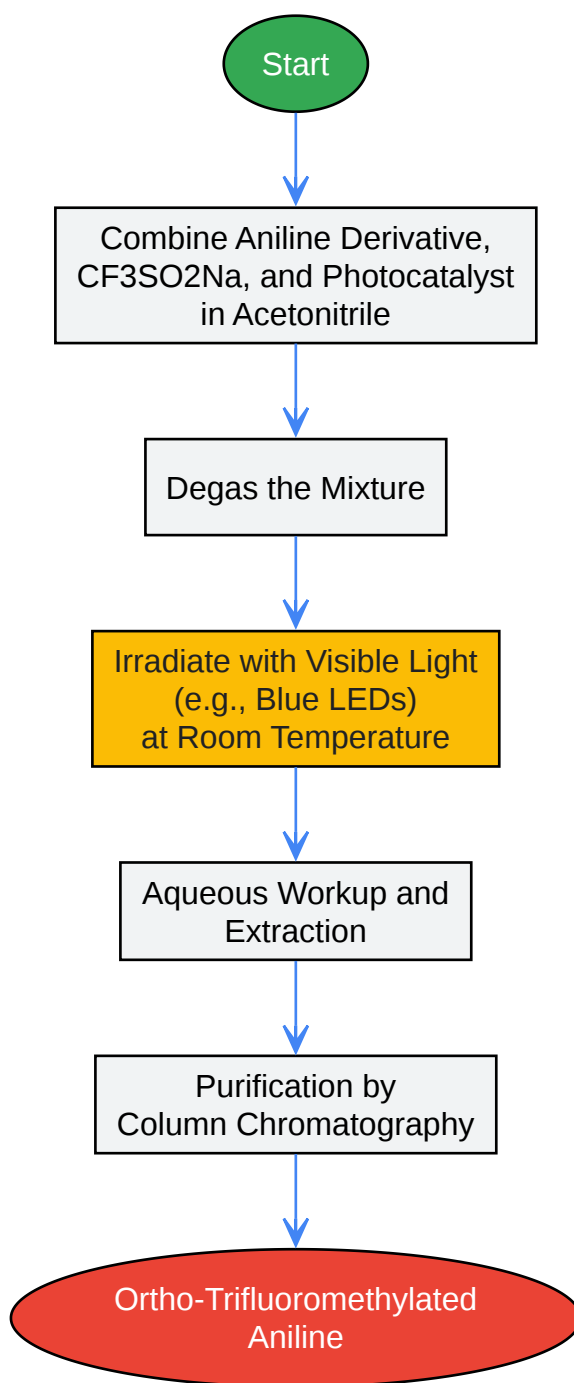 Start
Combine Aniline Derivative,
CF3SO2Na, and Photocatalyst
in Acetonitrile
Degas the Mixture
Irradiate with Visible Light
(e.g., Blue LEDs)
at Room Temperature
Aqueous Workup and
Extraction
Purification by
Column Chromatography
Ortho-Trifluoromethylated
Aniline